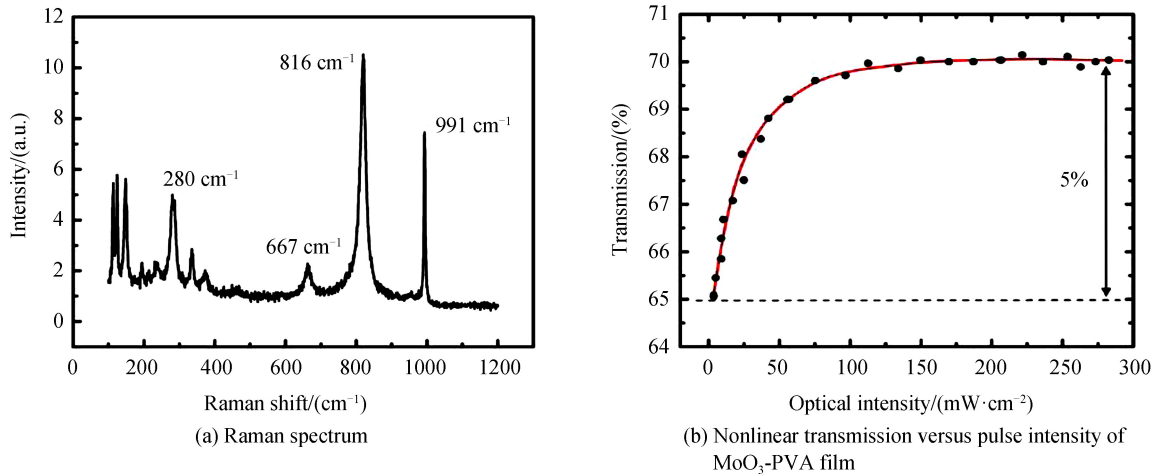 12
10
8
6
4
2
0
Intensity/(a.u.)
280 cm⁻¹
667 cm⁻¹
816 cm⁻¹
991 cm⁻¹
0 200 400 600 800 1000 1200
Raman shift/(cm⁻¹)
(a) Raman spectrum
71
70
69
68
67
66
65
64
Transmission/(%)
5%
0 50 100 150 200 250 300
Optical intensity/(mW·cm⁻²)
(b) Nonlinear transmission versus pulse intensity of
MoO₃-PVA film